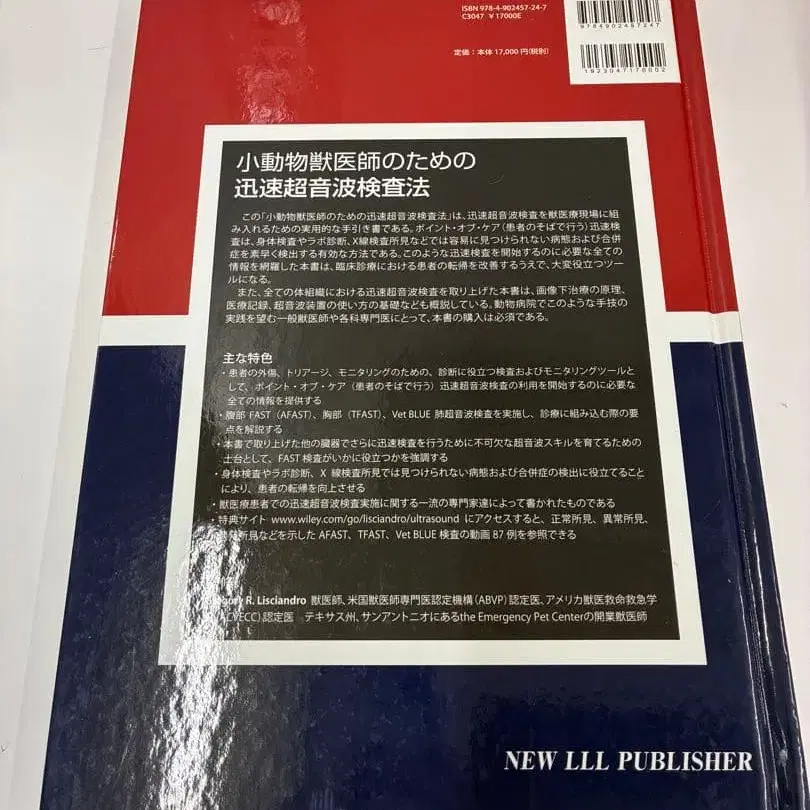 ISBN 978-4-902457-24-7
C3047 ¥17000E
9784902457247
定価：本体 17,000 円(税別)
1923047170002
小動物獣医師のための
迅速超音波検査法
この「小動物獣医師のための迅速超音波検査法」は、迅速超音波検査を獣医療現場に組
み入れるための実用的な手引き書である。ポイント・オブ・ケア（患者のそばで行う）迅速検
査は、身体検査やラボ診断、X線検査所見などでは容易に見つけられない病態および合併
症を素早く検出する有効な方法である。このような迅速検査を開始するのに必要な全ての
情報を網羅した本書は、臨床診療における患者の転帰を改善するうえで、大変役立つツー
ルになる。
また、全ての体組織における迅速超音波検査を取り上げた本書は、画像下治療の原理、
医療記録、超音波装置の使い方の基礎なども概説している。動物病院でこのような手技の
実践を望む一般獣医師や各科専門医にとって、本書の購入は必須である。
主な特色
・患者の外傷、トリアージ、モニタリングのための、診断に役立つ検査およびモニタリングツールと
して、ポイント・オブ・ケア（患者のそばで行う）迅速超音波検査の利用を開始するのに必要な
全ての情報を提供する
・腹部 FAST（AFAST）、胸部（TFAST）、Vet BLUE 肺超音波検査を実施し、診療に組み込む際の要
点を解説する
・本書で取り上げた他の臓器でさらに迅速検査を行うために不可欠な超音波スキルを育てるための
土台として、FAST 検査がいかに役立つかを強調する
・身体検査やラボ診断、X 線検査所見では見つけられない病態および合併症の検出に役立てること
により、患者の転帰を向上させる
・獣医療患者での迅速超音波検査実施に関する一流の専門家達によって書かれたものである
・特典サイト www.wiley.com/go/lisciandro/ultrasound にアクセスすると、正常所見、異常所見、
所見などを示した AFAST、TFAST、Vet BLUE 検査の動画 87 例を参照できる
R. Lisciandro 獣医師、米国獣医師専門医認定機構（ABVP）認定医、アメリカ獣医救命救急学
認定医 テキサス州、サンアントニオにあるthe Emergency Pet Centerの開業獣医師
NEW LLL PUBLISHER